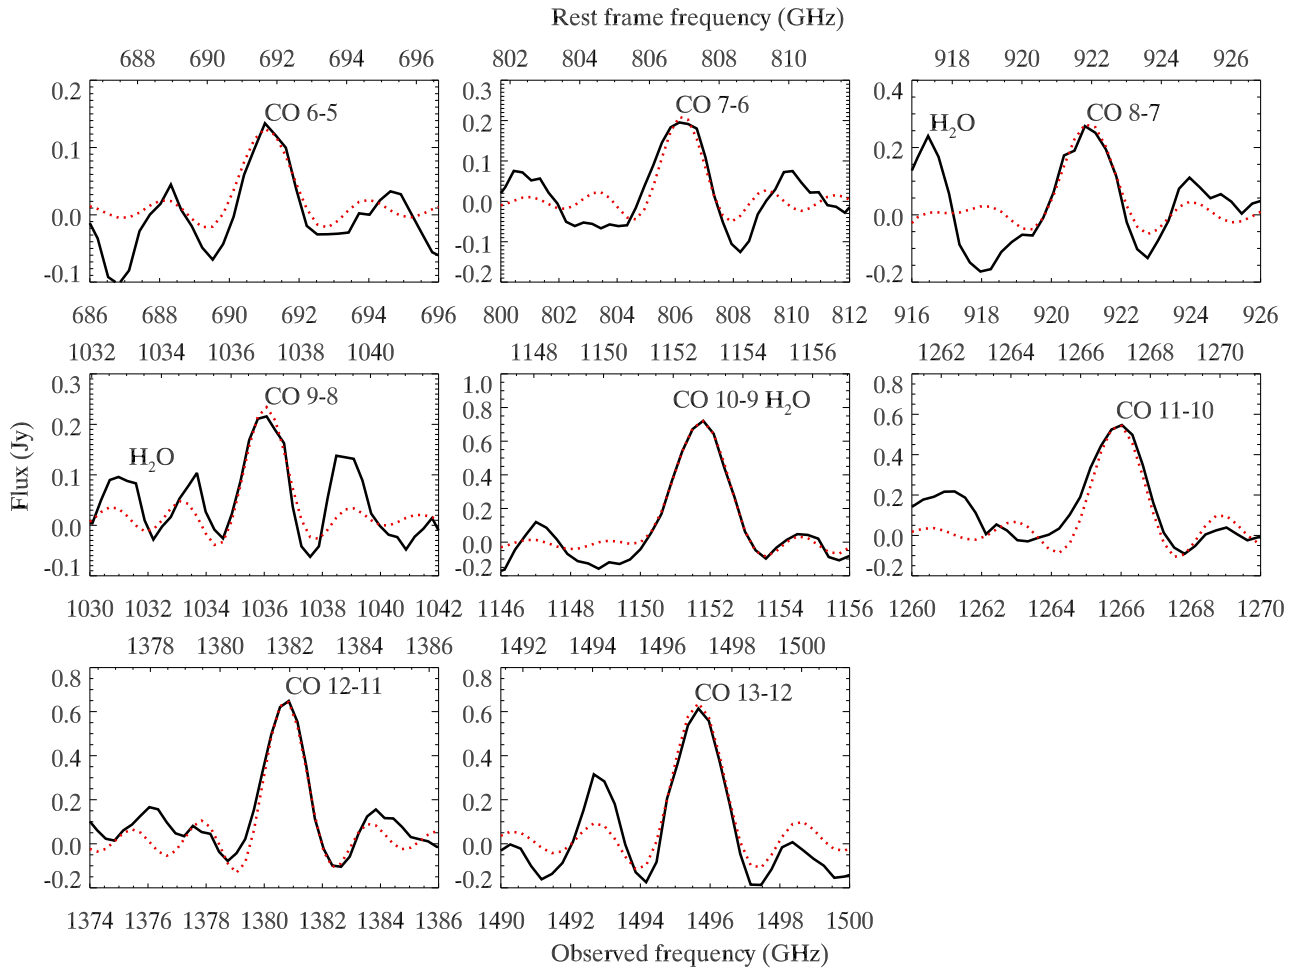 Rest frame frequency (GHz)
688 690 692 694 696
802 804 806 808 810
918 920 922 924 926
0.2
0.1
0.0
-0.1
CO 6-5
0.3
0.2
0.1
-0.0
-0.1
-0.2
CO 7-6
0.4
0.2
0.0
-0.2
H2O
CO 8-7
686 688 690 692 694 696
800 802 804 806 808 810 812
916 918 920 922 924 926
1032 1034 1036 1038 1040
1148 1150 1152 1154 1156
1262 1264 1266 1268 1270
Flux (Jy)
0.3
0.2
0.1
0.0
-0.1
CO 9-8
H2O
1.0
0.8
0.6
0.4
0.2
-0.0
-0.2
CO 10-9 H2O
0.8
0.6
0.4
0.2
-0.0
-0.2
CO 11-10
1030 1032 1034 1036 1038 1040 1042
1146 1148 1150 1152 1154 1156
1260 1262 1264 1266 1268 1270
1378 1380 1382 1384 1386
1492 1494 1496 1498 1500
0.8
0.6
0.4
0.2
0.0
-0.2
CO 12-11
0.8
0.6
0.4
0.2
0.0
-0.2
CO 13-12
1374 1376 1378 1380 1382 1384 1386
1490 1492 1494 1496 1498 1500
Observed frequency (GHz)